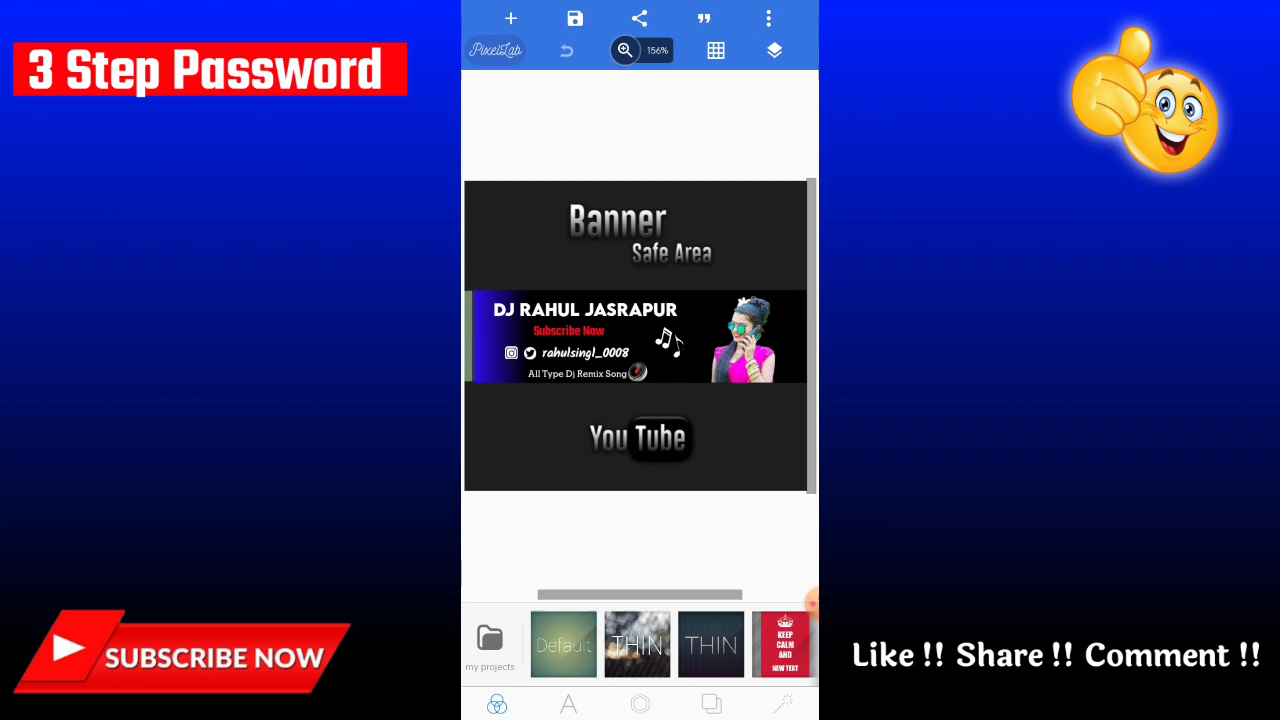 3 Step Password
PixelLab
156%
Banner
Safe Area
DJ RAHUL JASRAPUR
Subscribe Now
rahulsingl_0008
All Type Dj Remix Song
You Tube
my projects
Default
THIN
THIN
KEEP
CALM
AND
NEW TEXT
SUBSCRIBE NOW
Like !! Share !! Comment !!